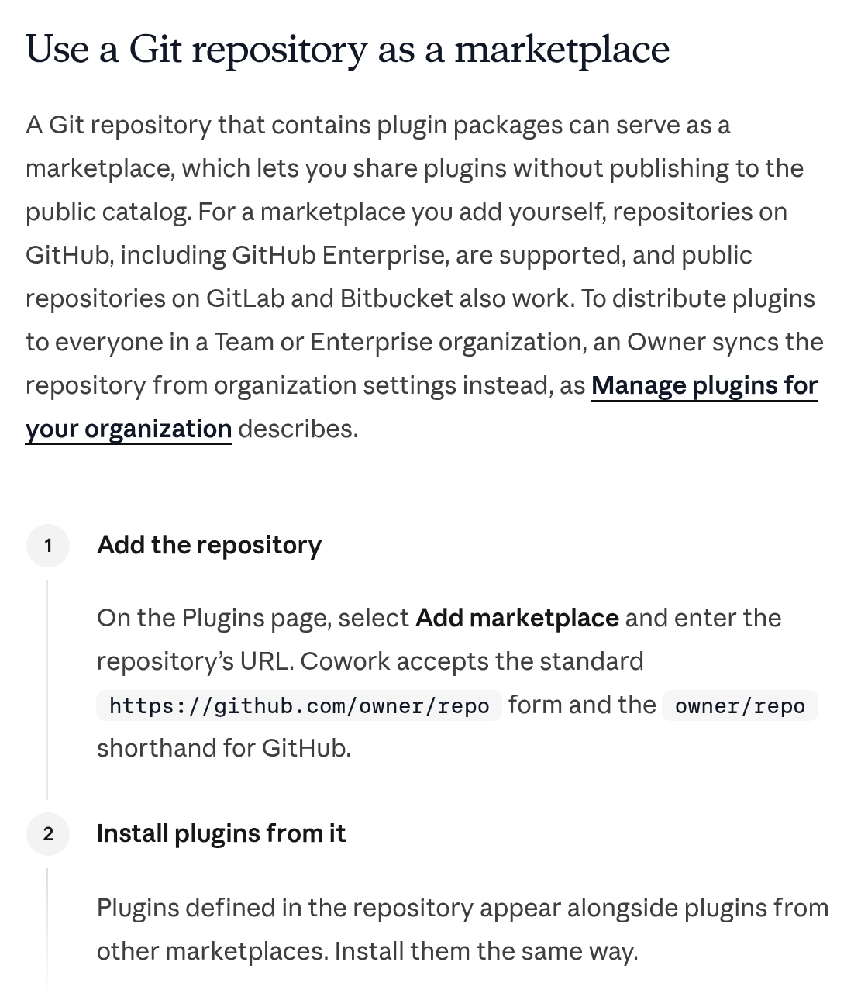 Use a Git repository as a marketplace
A Git repository that contains plugin packages can serve as a
marketplace, which lets you share plugins without publishing to the
public catalog. For a marketplace you add yourself, repositories on
GitHub, including GitHub Enterprise, are supported, and public
repositories on GitLab and Bitbucket also work. To distribute plugins
to everyone in a Team or Enterprise organization, an Owner syncs the
repository from organization settings instead, as Manage plugins for
your organization describes.
1 Add the repository
On the Plugins page, select Add marketplace and enter the
repository’s URL. Cowork accepts the standard
https://github.com/owner/repo form and the owner/repo
shorthand for GitHub.
2 Install plugins from it
Plugins defined in the repository appear alongside plugins from
other marketplaces. Install them the same way.